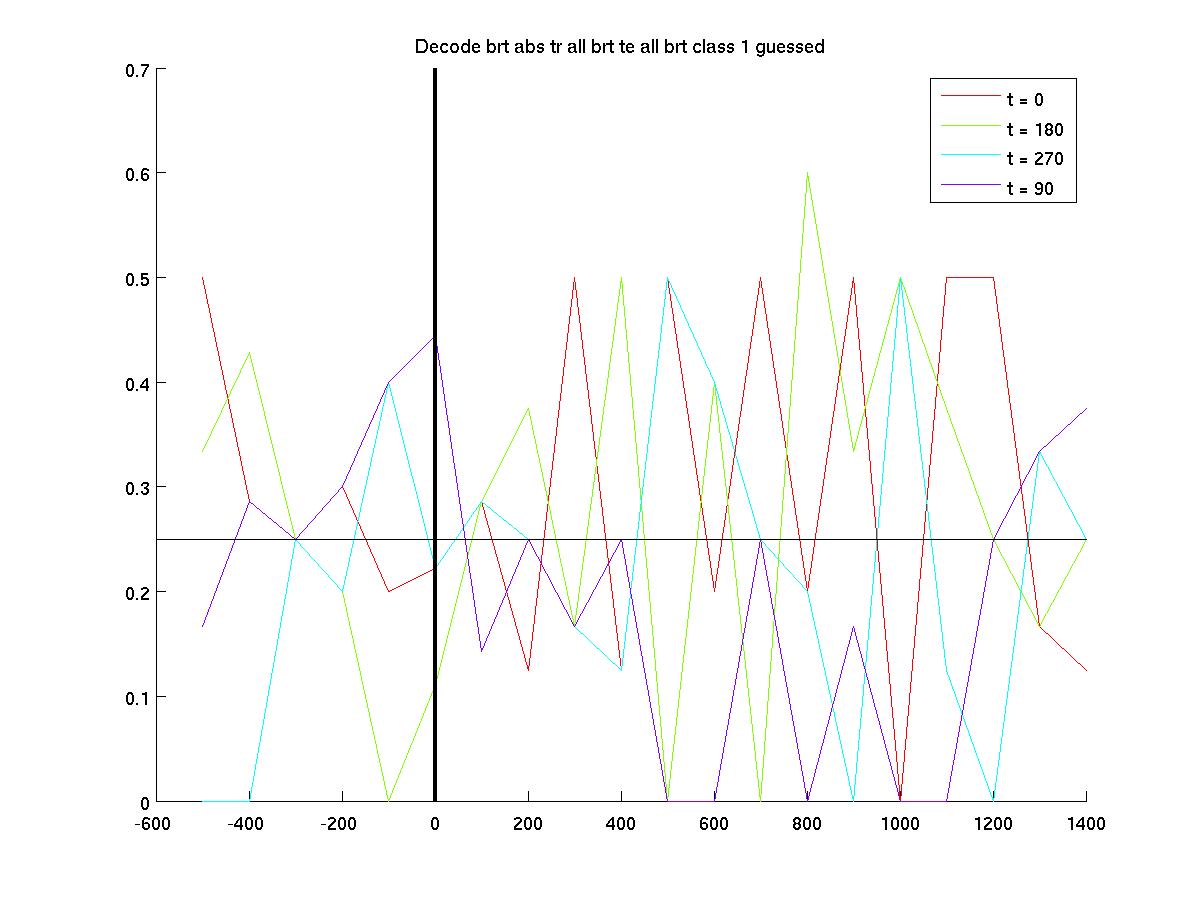 Decode brt abs tr all brt te all brt class 1 guessed
0.7
t = 0
t = 180
t = 270
t = 90
0.6
0.5
0.4
0.3
0.2
0.1
0
-600 -400 -200 0 200 400 600 800 1000 1200 1400